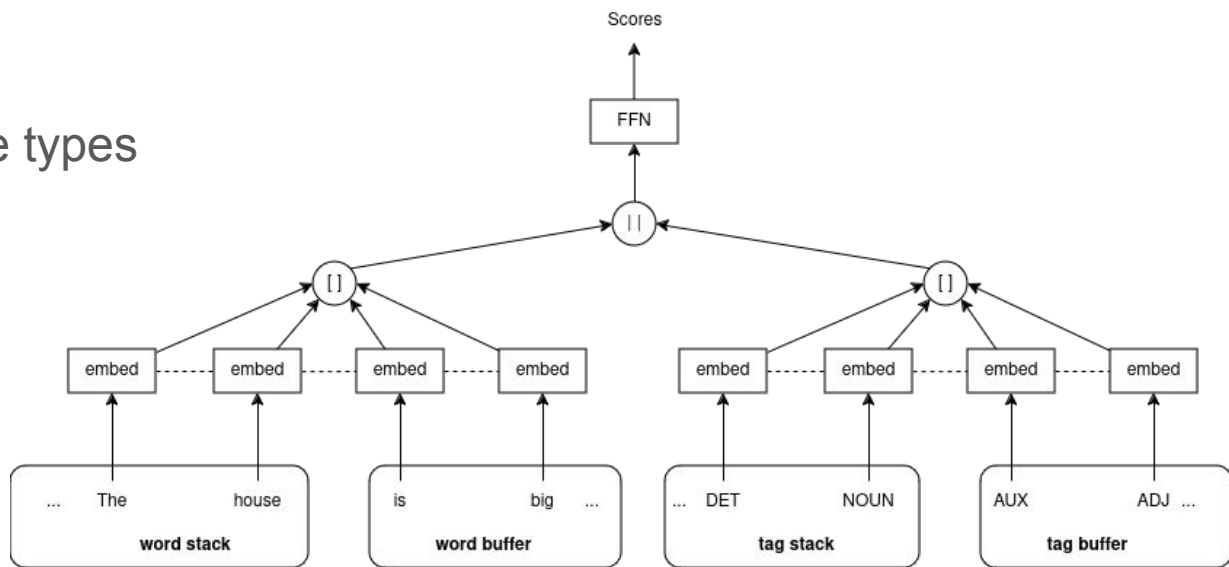 Scores
FFN
e types
| |
[ ] [ ]
embed embed embed embed embed embed embed embed
... The house is big ... ... DET NOUN AUX ADJ ...
word stack word buffer tag stack tag buffer